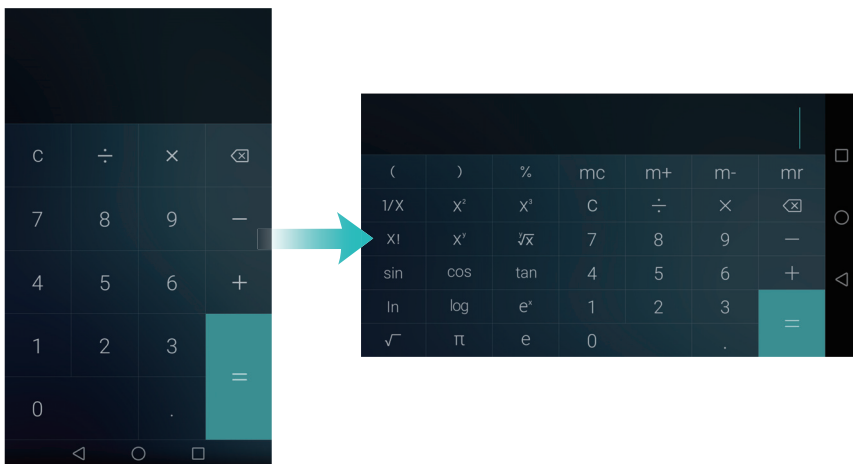 C ÷ ×
7 8 9 −
4 5 6 +
1 2 3
=
0 .
( ) % mc m+ m- mr
1/X X² X³ C ÷ ×
X! Xʸ ʸ√x 7 8 9 −
sin cos tan 4 5 6 +
ln log eˣ 1 2 3
=
√ π e 0 .